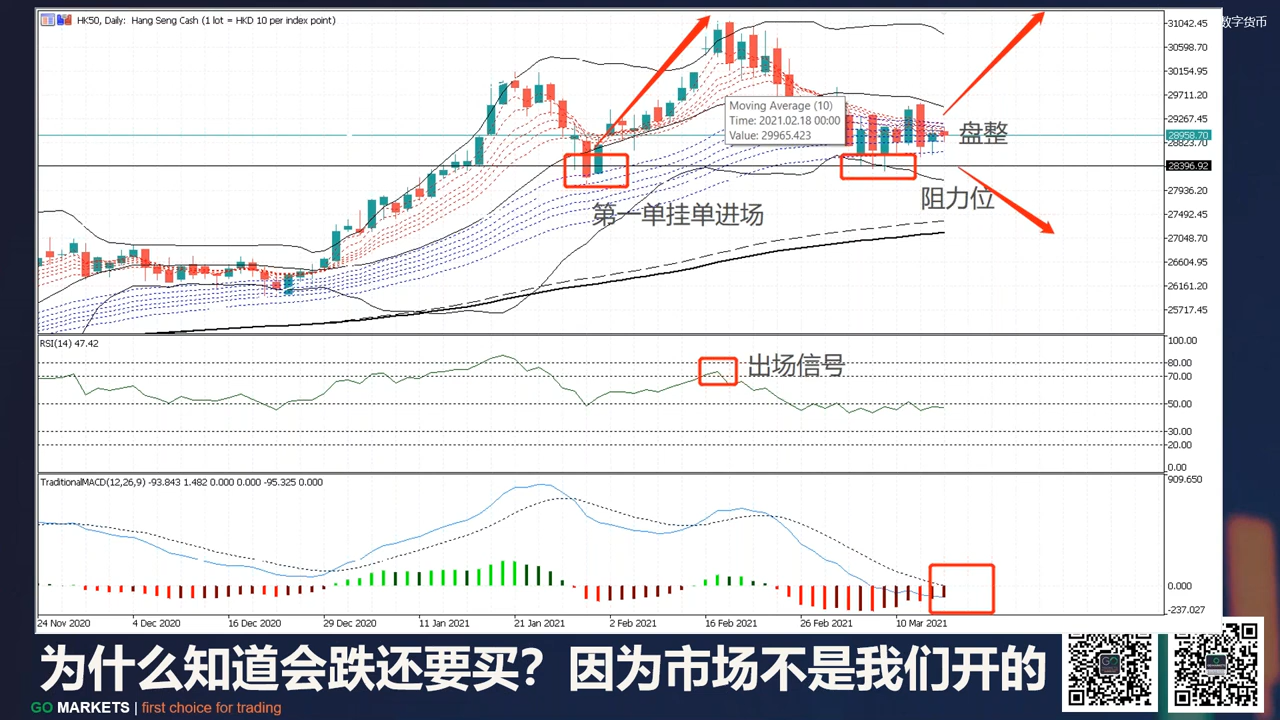 HK50, Daily: Hang Seng Cash (1 lot = HKD 10 per index point)
数字货币
31042.45
30598.70
30154.95
29711.20
29267.45
28958.70
28823.70
28396.92
27936.20
27492.45
27048.70
26604.95
26161.20
25717.45
Moving Average (10)
Time: 2021.02.18 00:00
Value: 29965.423
盘整
阻力位
第一单挂单进场
RSI(14) 47.42
出场信号
100.00
80.00
70.00
50.00
30.00
20.00
0.00
TraditionalMACD(12,26,9) -93.843 1.482 0.000 0.000 -95.325 0.000
909.650
0.000
-237.027
24 Nov 2020
4 Dec 2020
16 Dec 2020
29 Dec 2020
11 Jan 2021
21 Jan 2021
2 Feb 2021
16 Feb 2021
26 Feb 2021
10 Mar 2021
为什么知道会跌还要买？因为市场不是我们开的
GO MARKETS | first choice for trading